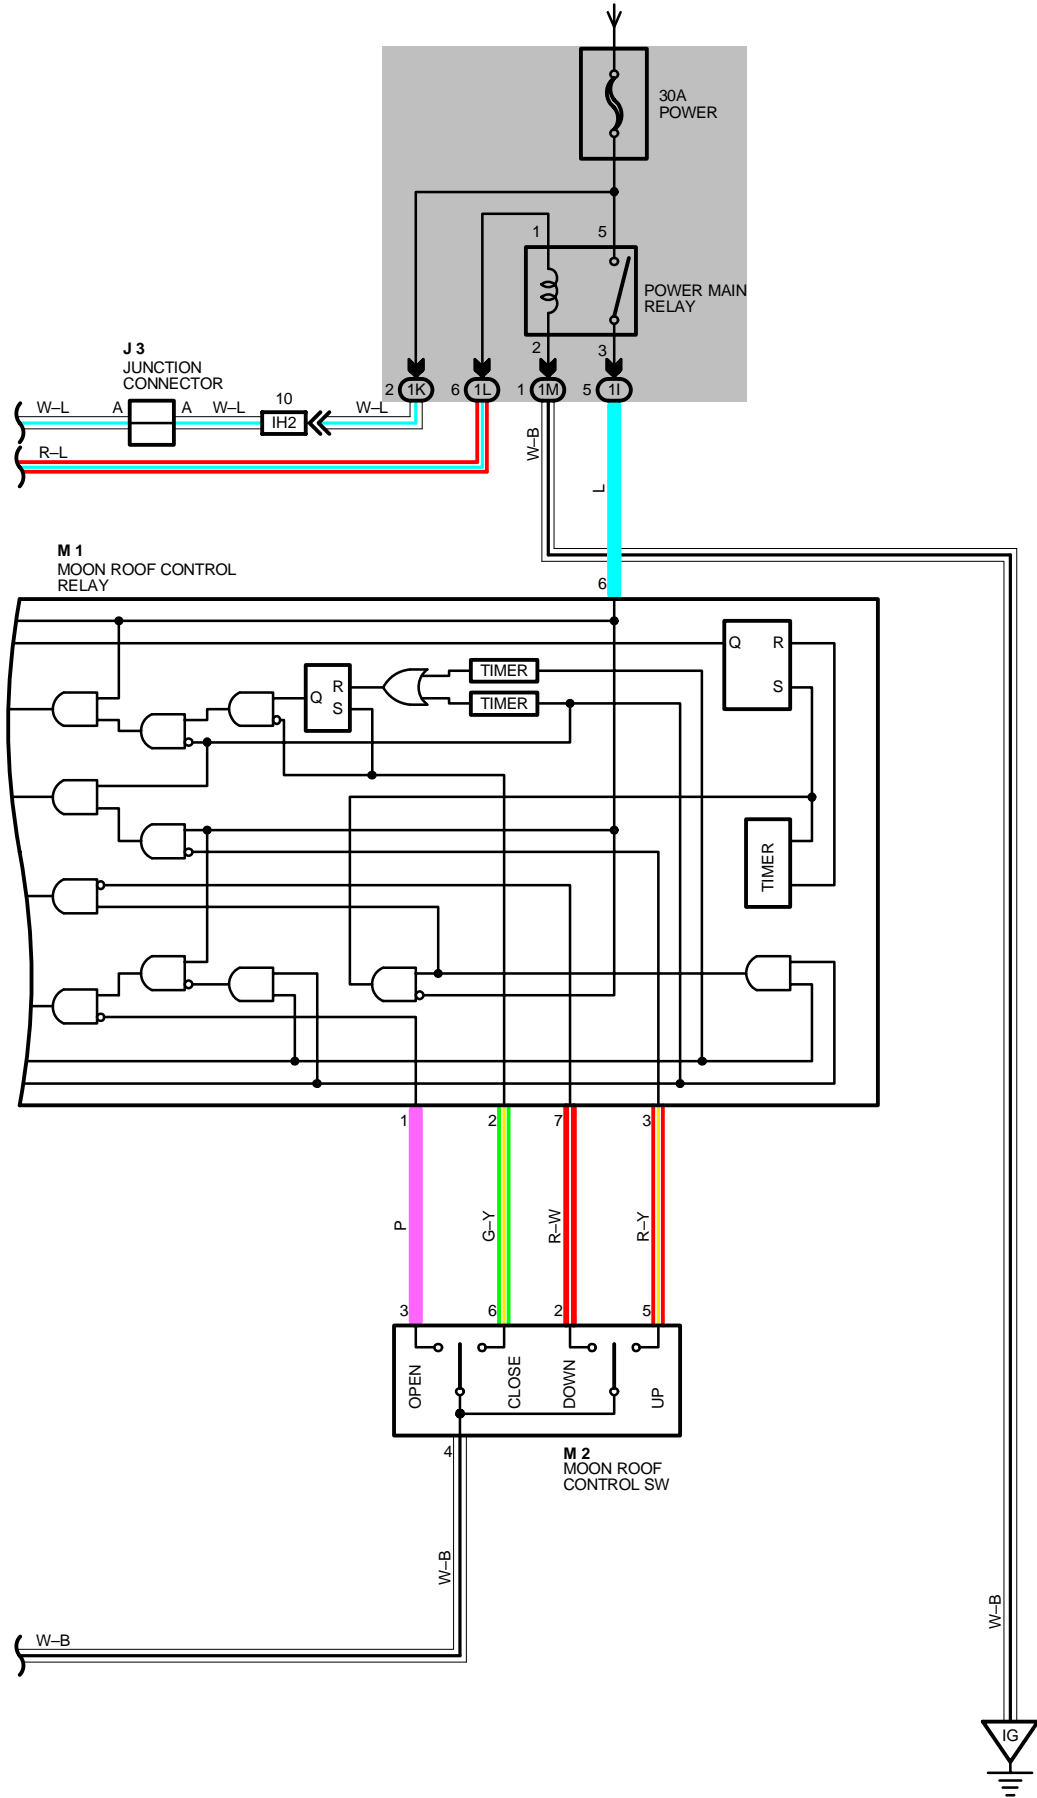 30A
POWER
1 5
POWER MAIN
RELAY
2 3
J 3
JUNCTION
CONNECTOR
2 1K 6 1L 1 1M 5 1I
W–L A A W–L 10 IH2 W–L
R–L
W–B
L
M 1
MOON ROOF CONTROL
RELAY
6
Q R
S
TIMER
TIMER
Q R
S
TIMER
1 2 7 3
P G–Y R–W R–Y
3 6 2 5
OPEN CLOSE DOWN UP
4
M 2
MOON ROOF
CONTROL SW
W–B
W–B
W–B
IG